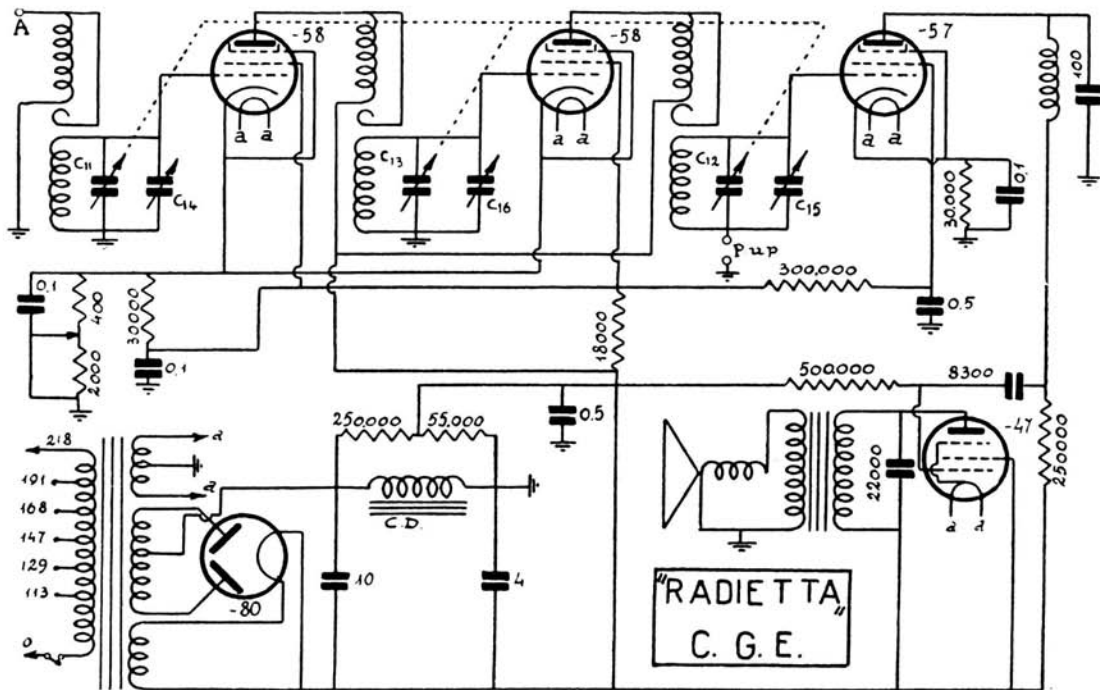 A
-58
-58
-57
100
a a
a a
a a
C11
C14
C13
C16
C12
C15
30.000
0,1
P up
0,1
400
2000
30000
0,1
300.000
0.5
18000
500.000
8300
218
191
168
147
129
113
0
a
a
250.000
55.000
0.5
C.D.
-80
10
4
22000
-47
a a
250000
"RADIETTA"
C. G. E.